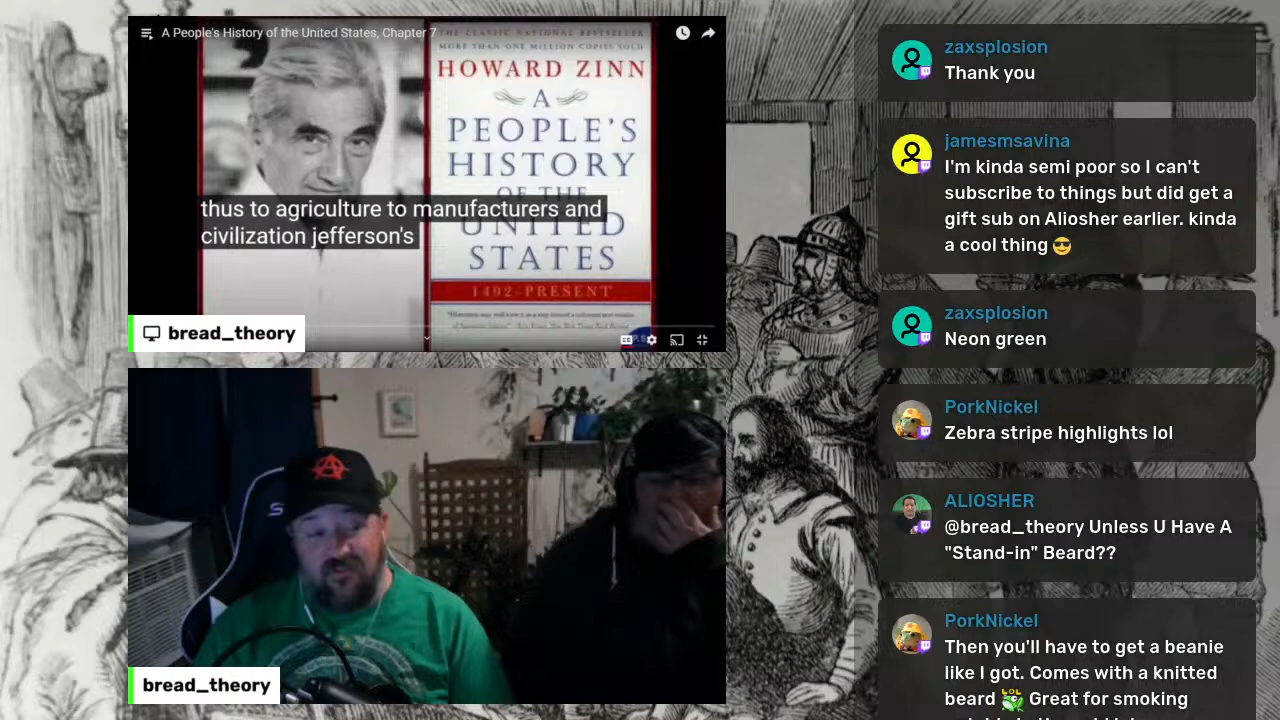 A People's History of the United States, Chapter 7
THE CLASSIC NATIONAL BESTSELLER
MORE THAN ONE MILLION COPIES SOLD
HOWARD ZINN
A
PEOPLE'S
HISTORY
OF THE
UNITED
STATES
1492–PRESENT
thus to agriculture to manufacturers and
civilization jefferson's
bread_theory
bread_theory
zaxsplosion
Thank you
jamesmsavina
I'm kinda semi poor so I can't
subscribe to things but did get a
gift sub on Aliosher earlier. kinda
a cool thing 😎
zaxsplosion
Neon green
PorkNickel
Zebra stripe highlights lol
ALIOSHER
@bread_theory Unless U Have A
"Stand-in" Beard??
PorkNickel
Then you'll have to get a beanie
like I got. Comes with a knitted
beard LOL Great for smoking